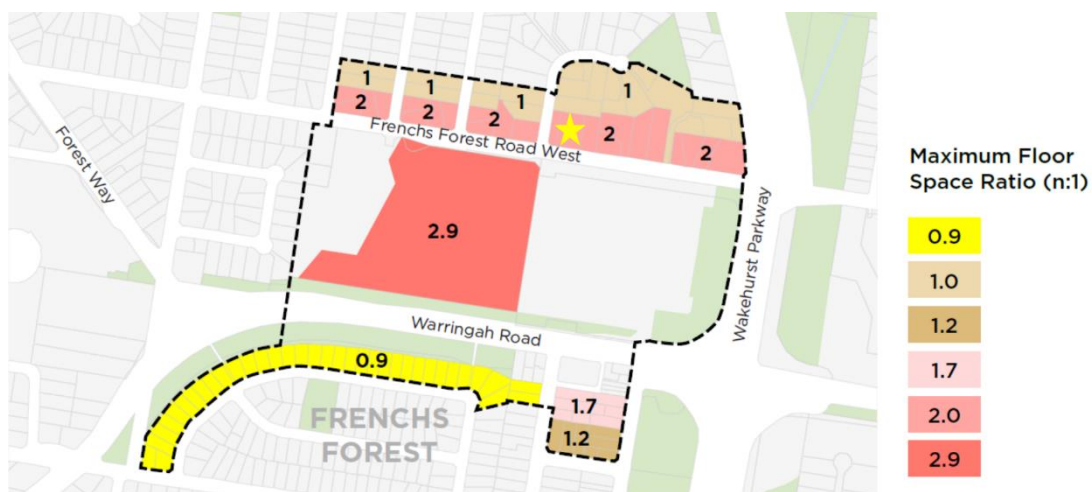 1
1
1
1
2
2
2
2
2
Frenchs Forest Road West
Forest Way
2.9
Wakehurst Parkway
Warringah Road
0.9
FRENCHS
FOREST
1.7
1.2
Maximum Floor
Space Ratio (n:1)
0.9
1.0
1.2
1.7
2.0
2.9